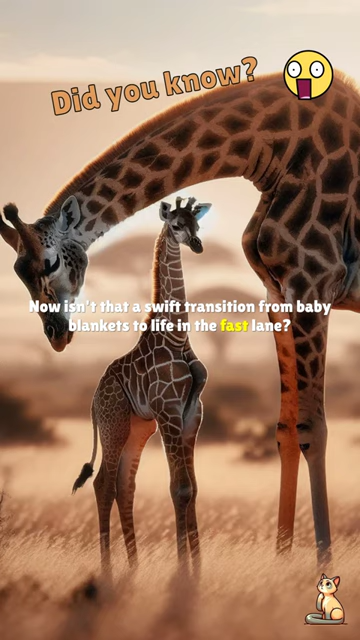 Did you know?
Now isn't that a swift transition from baby
blankets to life in the fast lane?